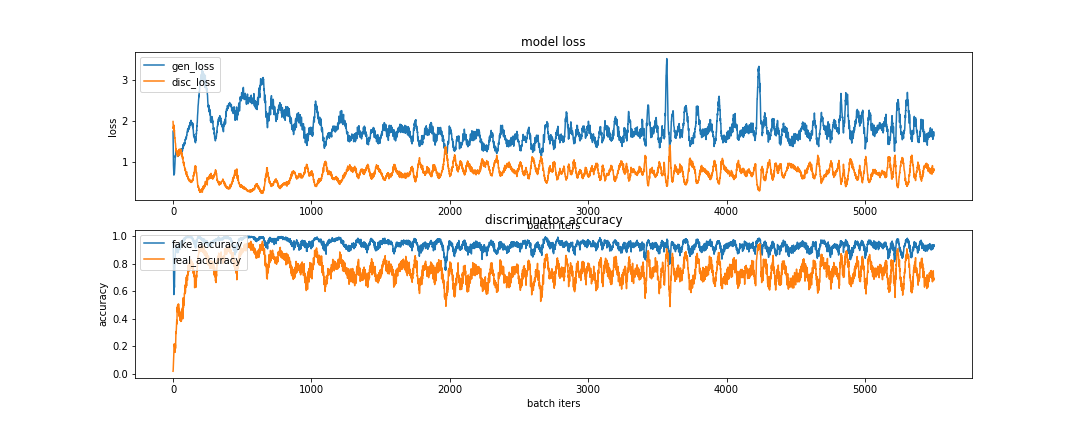 model loss
gen_loss
disc_loss
loss
3
2
1
0 1000 2000 3000 4000 5000
batch iters
discriminator accuracy
fake_accuracy
real_accuracy
accuracy
1.0
0.8
0.6
0.4
0.2
0.0
0 1000 2000 3000 4000 5000
batch iters